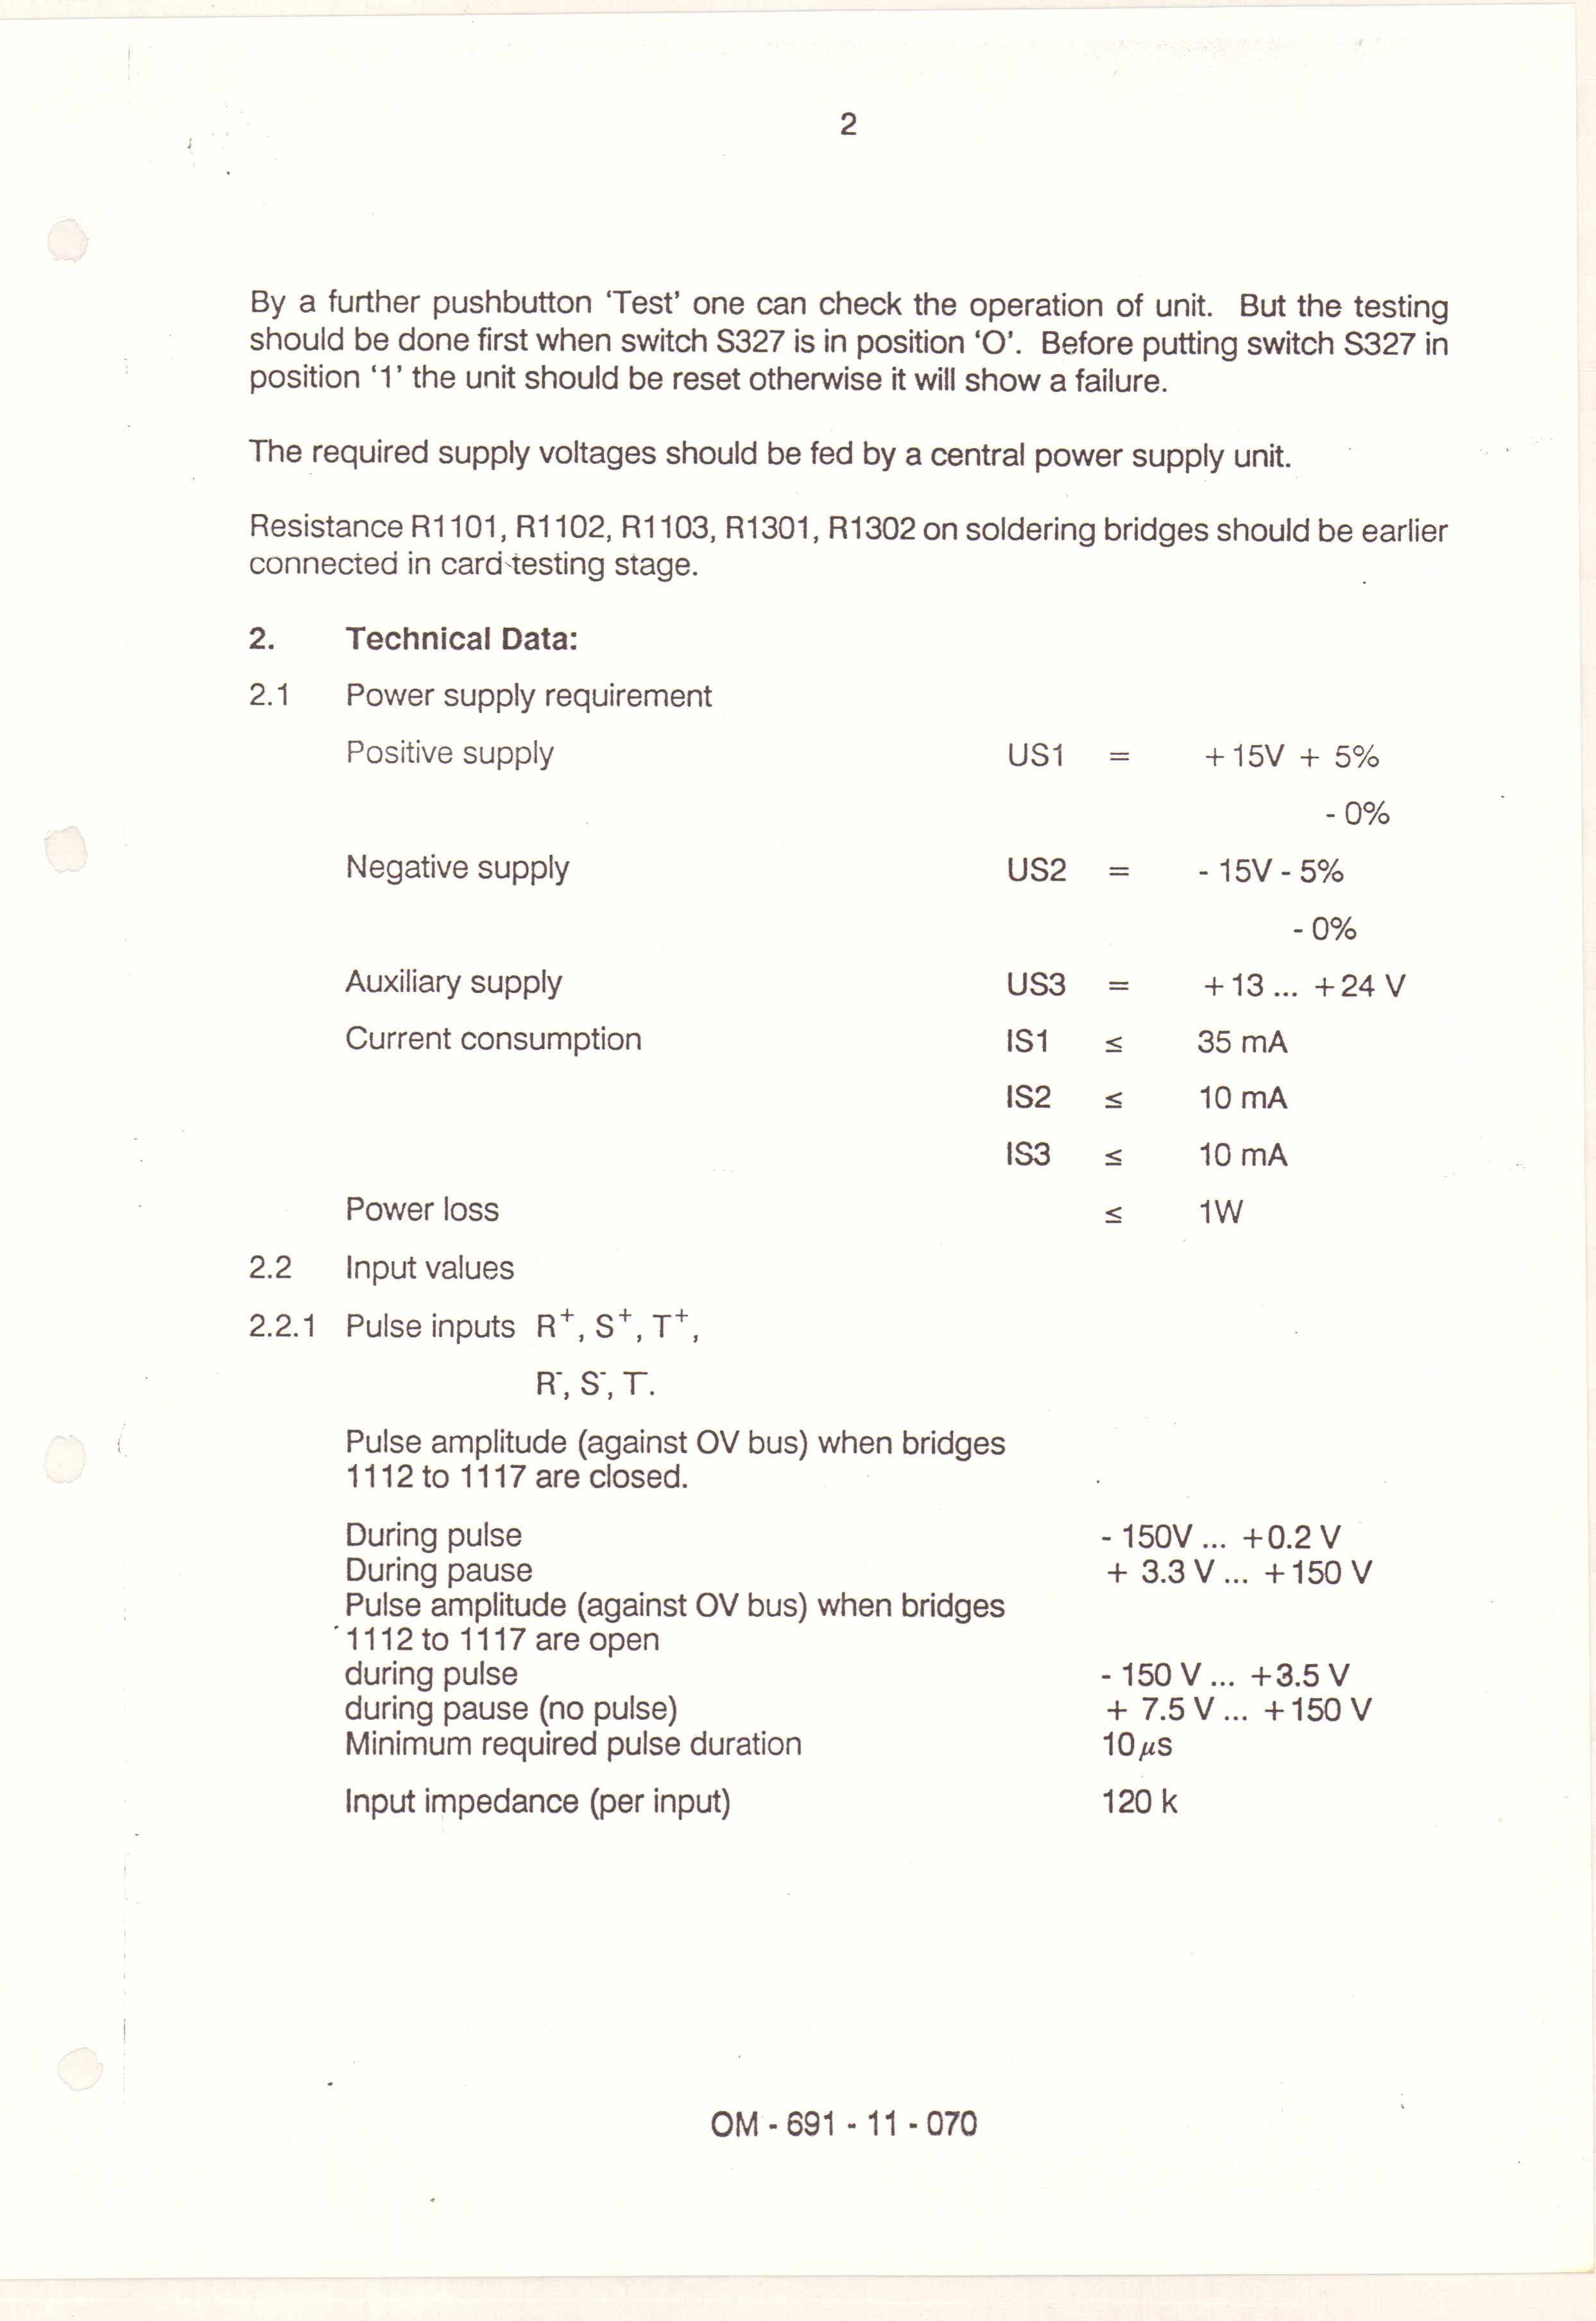 2
By a further pushbutton ‘Test’ one can check the operation of unit. But the testing
should be done first when switch S327 is in position ‘O’. Before putting switch S327 in
position ‘1’ the unit should be reset otherwise it will show a failure.
The required supply voltages should be fed by a central power supply unit.
Resistance R1101, R1102, R1103, R1301, R1302 on soldering bridges should be earlier
connected in card testing stage.
2. Technical Data:
2.1 Power supply requirement
Positive supply US1 = +15V + 5%
- 0%
Negative supply US2 = - 15V - 5%
- 0%
Auxiliary supply US3 = +13 ... +24 V
Current consumption IS1 ≤ 35 mA
IS2 ≤ 10 mA
IS3 ≤ 10 mA
Power loss ≤ 1W
2.2 Input values
2.2.1 Pulse inputs R⁺, S⁺, T⁺,
R⁻, S⁻, T⁻.
Pulse amplitude (against OV bus) when bridges
1112 to 1117 are closed.
During pulse - 150V ... +0.2 V
During pause + 3.3 V ... +150 V
Pulse amplitude (against OV bus) when bridges
1112 to 1117 are open
during pulse - 150 V ... +3.5 V
during pause (no pulse) + 7.5 V ... +150 V
Minimum required pulse duration 10 µs
Input impedance (per input) 120 k
OM - 691 - 11 - 070